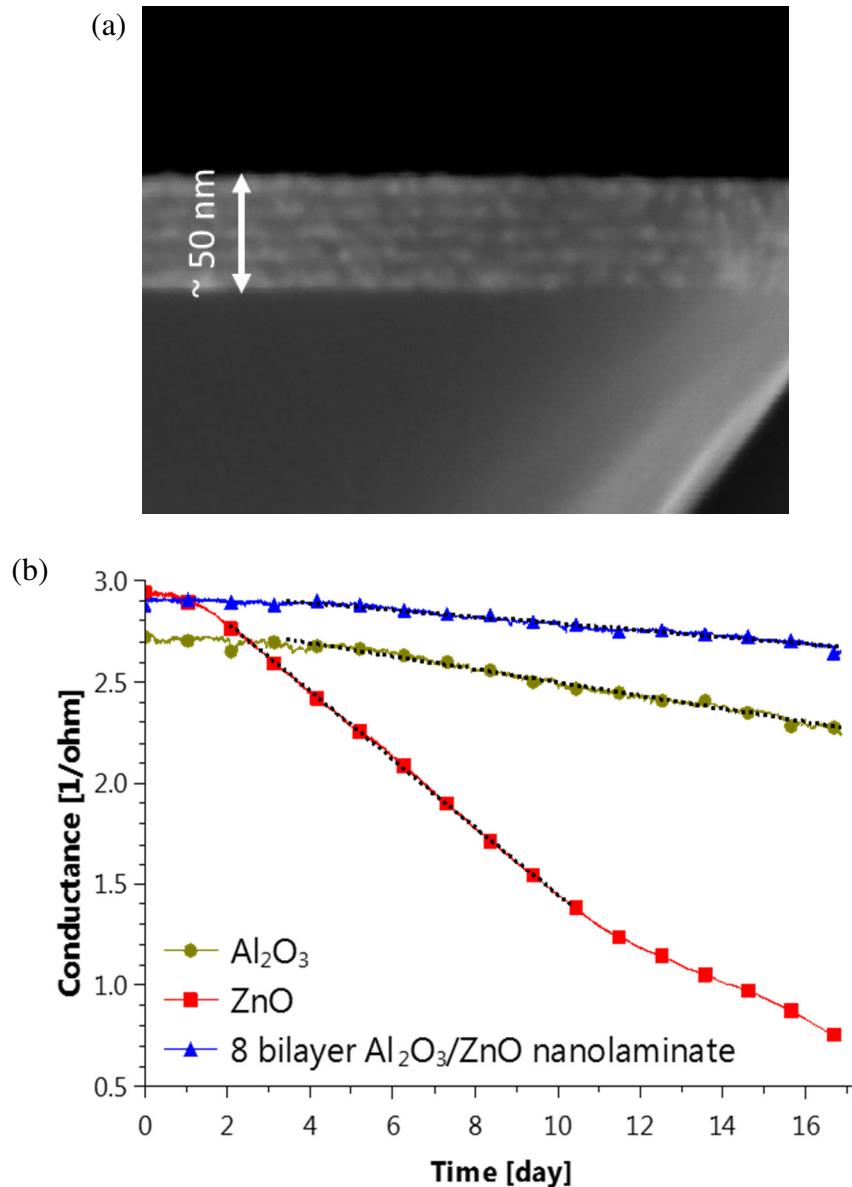 (a)
~ 50 nm
(b)
3.0
2.5
2.0
1.5
1.0
0.5
Conductance [1/ohm]
Al₂O₃
ZnO
8 bilayer Al₂O₃/ZnO nanolaminate
0 2 4 6 8 10 12 14 16
Time [day]